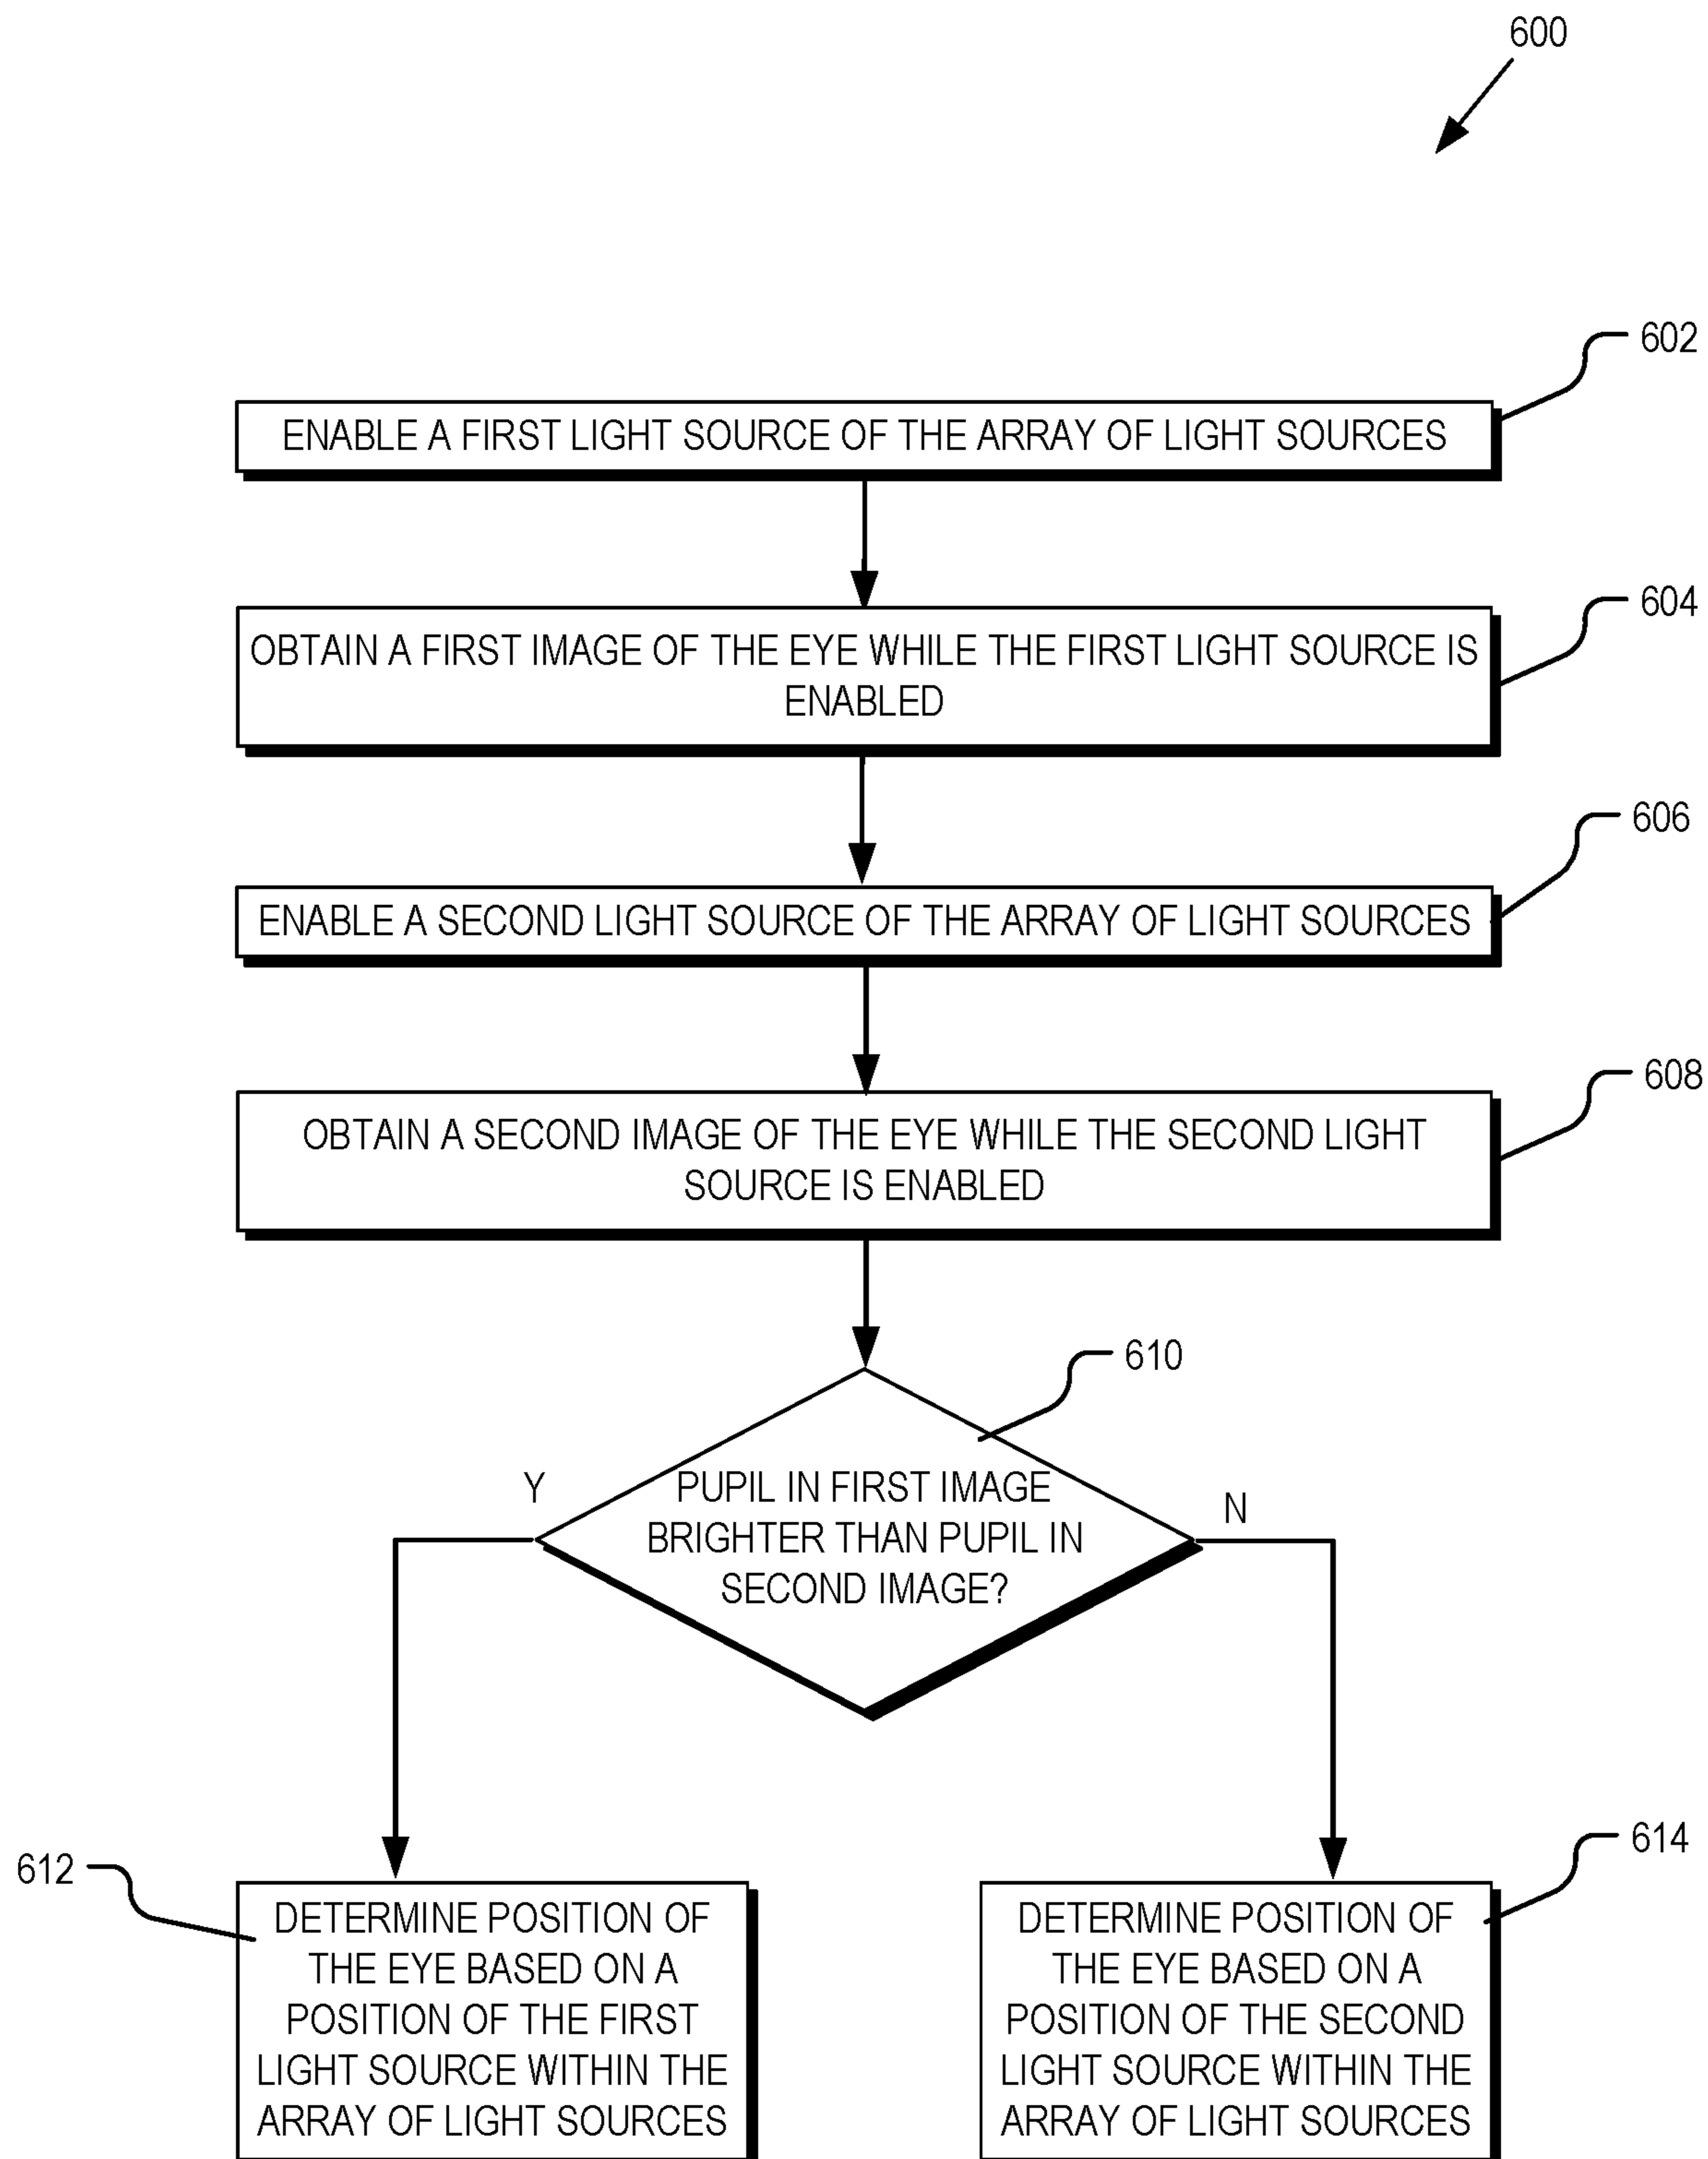 600
602
ENABLE A FIRST LIGHT SOURCE OF THE ARRAY OF LIGHT SOURCES
604
OBTAIN A FIRST IMAGE OF THE EYE WHILE THE FIRST LIGHT SOURCE IS
ENABLED
606
ENABLE A SECOND LIGHT SOURCE OF THE ARRAY OF LIGHT SOURCES
608
OBTAIN A SECOND IMAGE OF THE EYE WHILE THE SECOND LIGHT
SOURCE IS ENABLED
610
Y
PUPIL IN FIRST IMAGE
BRIGHTER THAN PUPIL IN
SECOND IMAGE?
N
612
DETERMINE POSITION OF
THE EYE BASED ON A
POSITION OF THE FIRST
LIGHT SOURCE WITHIN THE
ARRAY OF LIGHT SOURCES
614
DETERMINE POSITION OF
THE EYE BASED ON A
POSITION OF THE SECOND
LIGHT SOURCE WITHIN THE
ARRAY OF LIGHT SOURCES